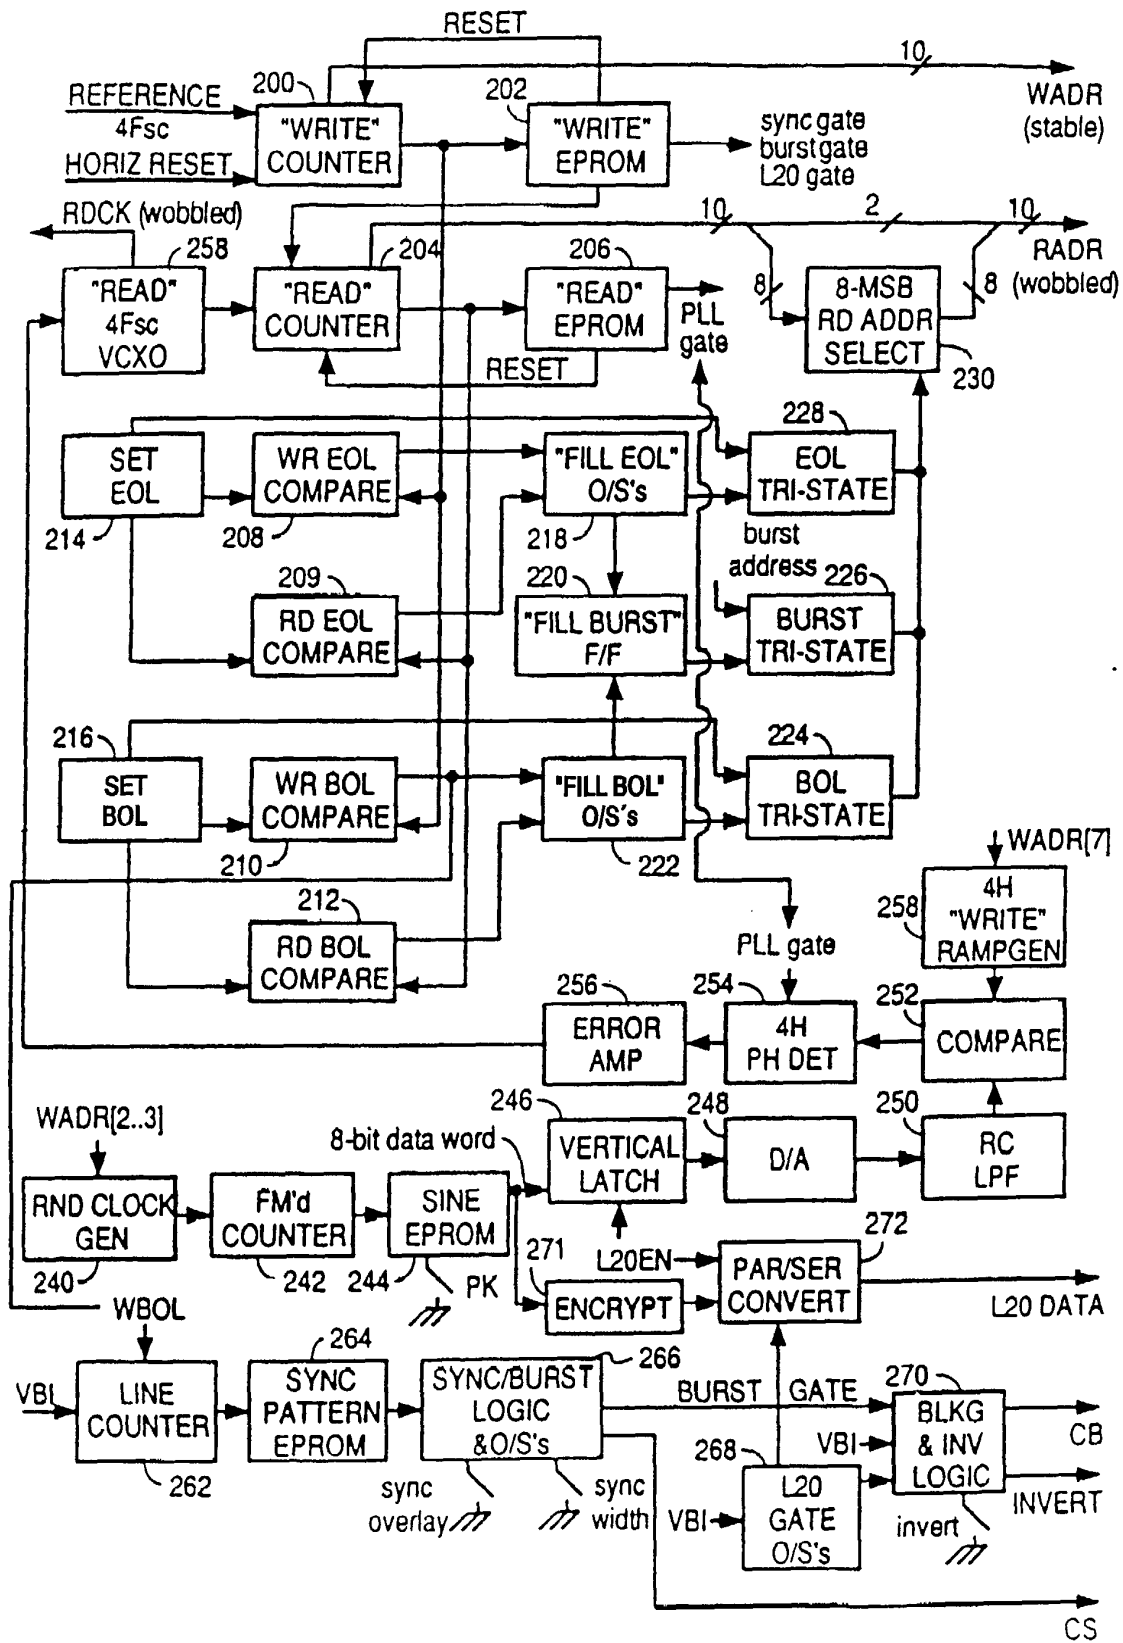 RESET
10
REFERENCE
4Fsc
HORIZ RESET
200
"WRITE"
COUNTER
202
"WRITE"
EPROM
sync gate
burst gate
L20 gate
WADR
(stable)
RDCK (wobbled)
258
"READ"
4Fsc
VCXO
204
"READ"
COUNTER
206
"READ"
EPROM
RESET
PLL
gate
10
2
10
8
8
8-MSB
RD ADDR
SELECT
230
RADR
(wobbled)
SET
EOL
214
WR EOL
COMPARE
208
"FILL EOL"
O/S's
218
228
EOL
TRI-STATE
burst
address
209
RD EOL
COMPARE
220
"FILL BURST"
F/F
226
BURST
TRI-STATE
216
SET
BOL
WR BOL
COMPARE
210
"FILL BOL"
O/S's
222
224
BOL
TRI-STATE
212
RD BOL
COMPARE
PLL gate
WADR[7]
258
4H
"WRITE"
RAMPGEN
256
ERROR
AMP
254
4H
PH DET
252
COMPARE
WADR[2..3]
8-bit data word
246
VERTICAL
LATCH
248
D/A
250
RC
LPF
RND CLOCK
GEN
240
FM'd
COUNTER
242
SINE
EPROM
244
PK
L20EN
271
ENCRYPT
272
PAR/SER
CONVERT
L20 DATA
WBOL
VBI
LINE
COUNTER
262
264
SYNC
PATTERN
EPROM
266
SYNC/BURST
LOGIC
&O/S's
sync
overlay
sync
width
BURST GATE
VBI
270
BLKG
& INV
LOGIC
CB
INVERT
invert
268
VBI
L20
GATE
O/S's
CS